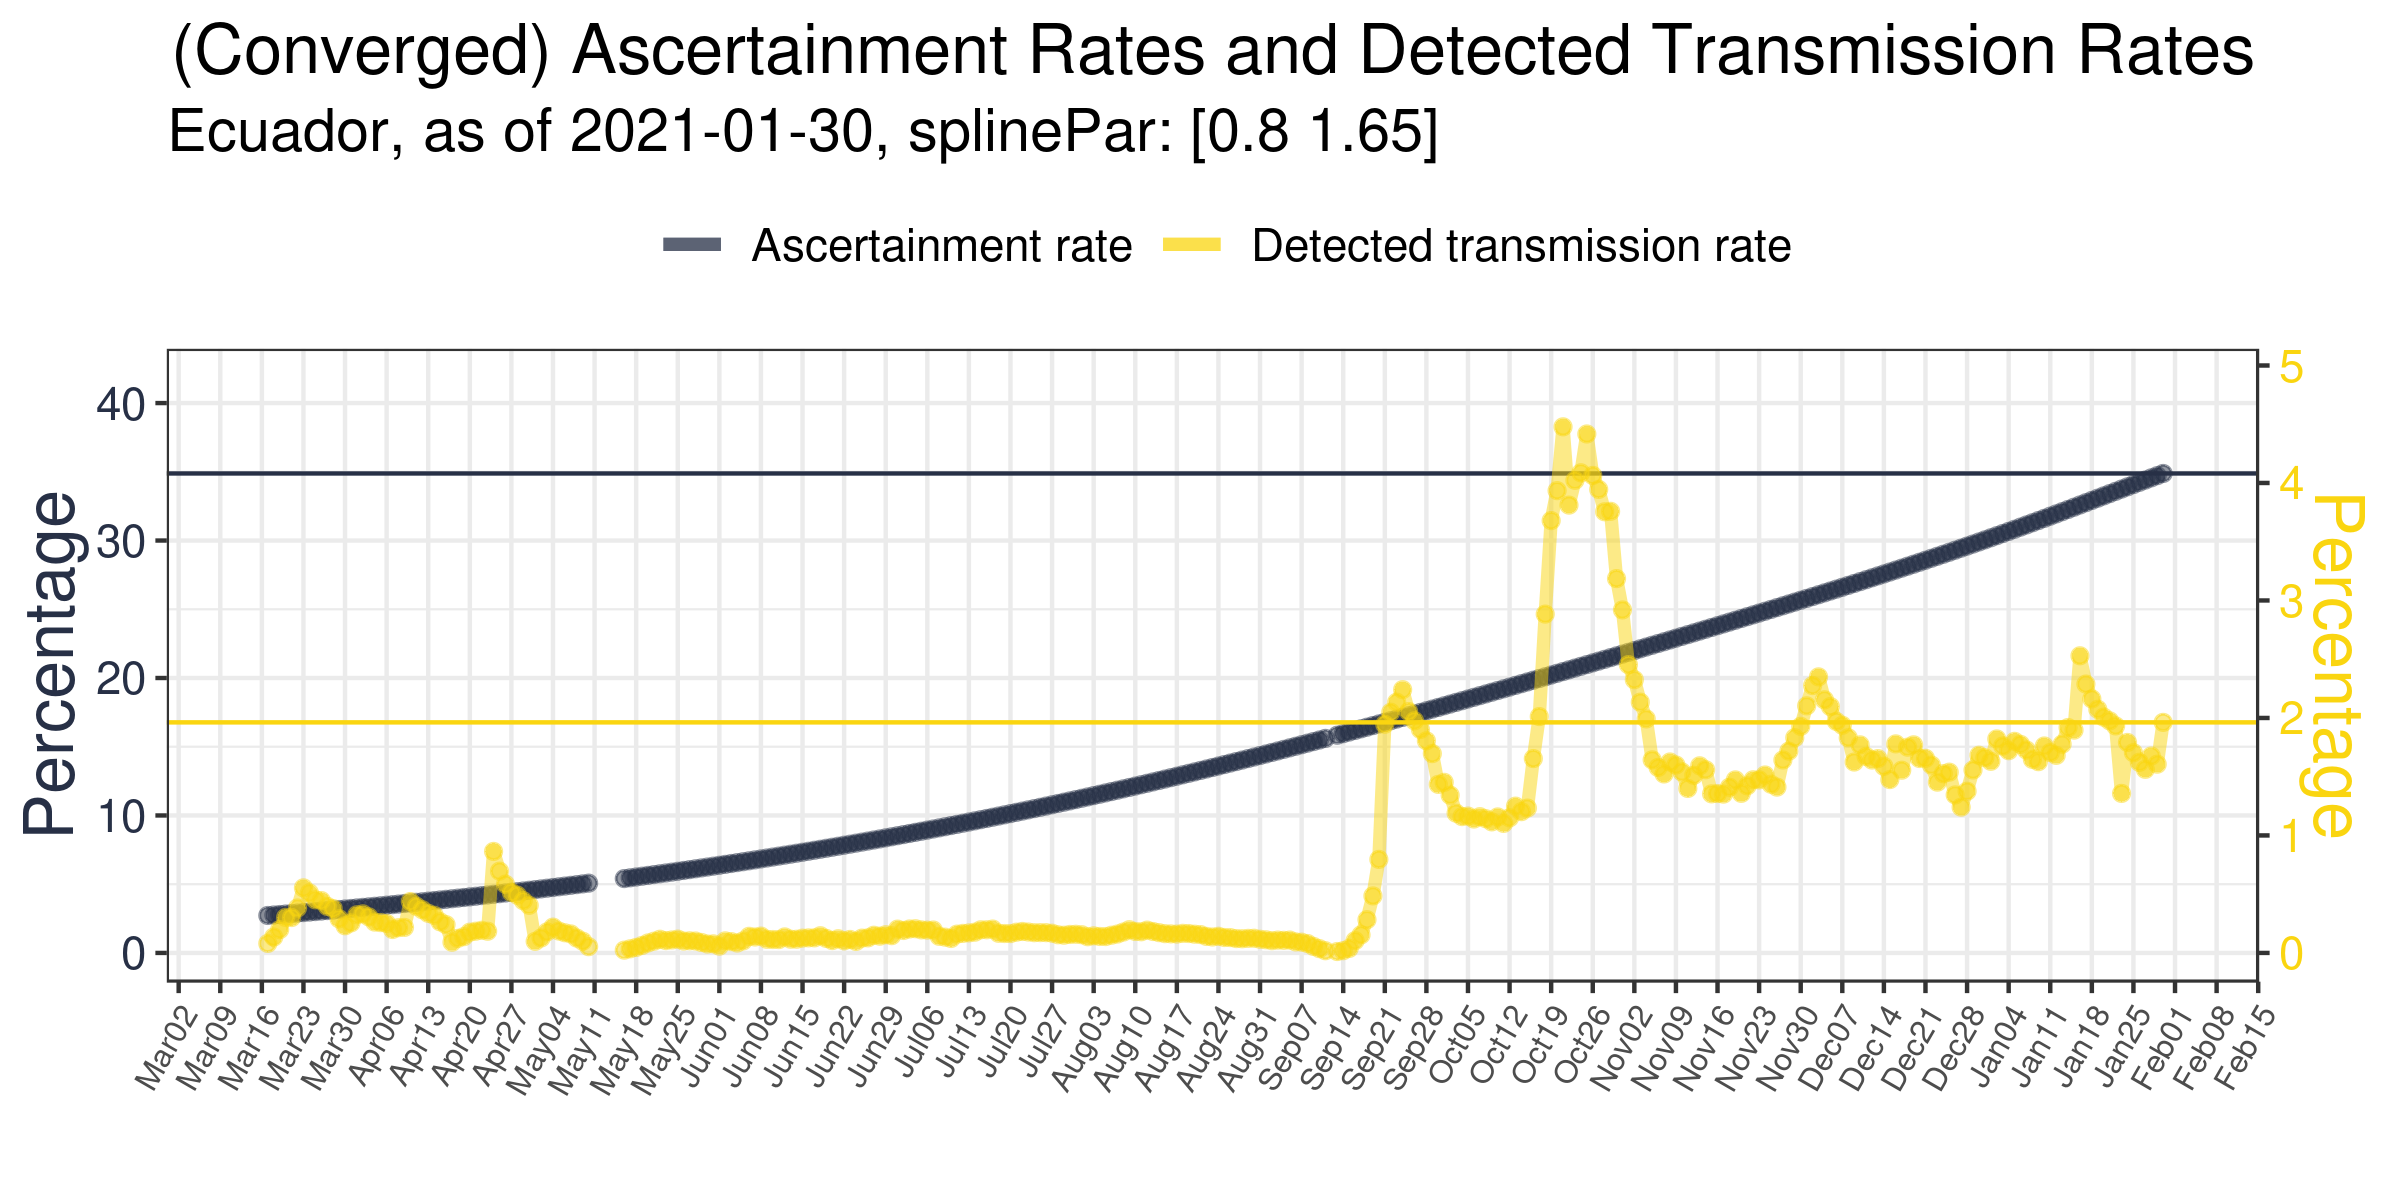 (Converged) Ascertainment Rates and Detected Transmission Rates
Ecuador, as of 2021-01-30, splinePar: [0.8 1.65]
Ascertainment rate
Detected transmission rate
Percentage
40
30
20
10
0
5
4
3
2
1
0
Percentage
Mar02
Mar09
Mar16
Mar23
Mar30
Apr06
Apr13
Apr20
Apr27
May04
May11
May18
May25
Jun01
Jun08
Jun15
Jun22
Jun29
Jul06
Jul13
Jul20
Jul27
Aug03
Aug10
Aug17
Aug24
Aug31
Sep07
Sep14
Sep21
Sep28
Oct05
Oct12
Oct19
Oct26
Nov02
Nov09
Nov16
Nov23
Nov30
Dec07
Dec14
Dec21
Dec28
Jan04
Jan11
Jan18
Jan25
Feb01
Feb08
Feb15